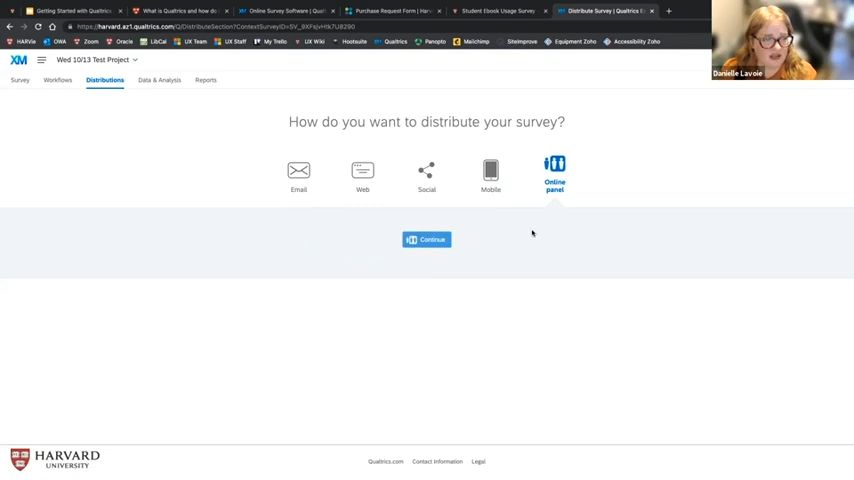 Getting Started with Qualtrics
What is Qualtrics and how do
Online Survey Software | Qualt
Purchase Request Form | Harv
Student Ebook Usage Survey
Distribute Survey | Qualtrics E
https://harvard.az1.qualtrics.com/Q/DistributeSection?ContextSurveyID=
HARVie
OWA
Zoom
Oracle
LibCal
UX Team
UX Staff
My Trello
UX Wiki
Hootsuite
Qualtrics
Panopto
Mailchimp
SiteImprove
Equipment Zoho
Accessibility Zoho
XM
Wed 10/13 Test Project
Danielle Lavoie
Survey
Workflows
Distributions
Data & Analysis
Reports
How do you want to distribute your survey?
Email
Web
Social
Mobile
Online
panel
Continue
HARVARD
UNIVERSITY
Qualtrics.com
Contact Information
Legal